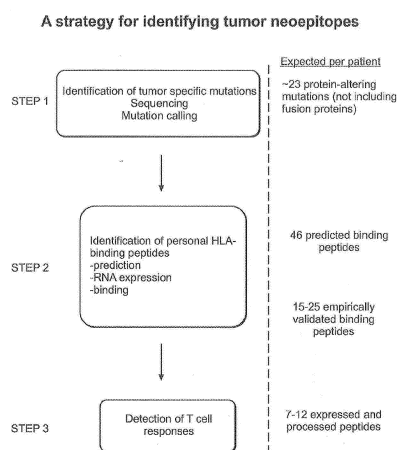 A strategy for identifying tumor neoepitopes
Expected per patient
STEP 1
Identification of tumor specific mutations
Sequencing
Mutation calling
~23 protein-altering
mutations (not including
fusion proteins)
STEP 2
Identification of personal HLA-
binding peptides
-prediction
-RNA expression
-binding
46 predicted binding
peptides
15-25 empirically
validated binding
peptides
STEP 3
Detection of T cell
responses
7-12 expressed and
processed peptides